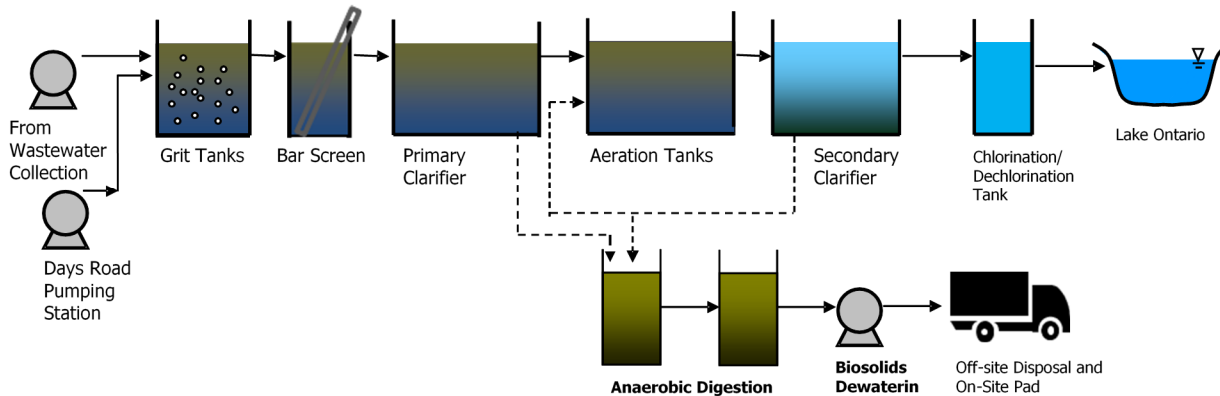 From
Wastewater
Collection
Grit Tanks
Bar Screen
Primary
Clarifier
Aeration Tanks
Secondary
Clarifier
Chlorination/
Dechlorination
Tank
Lake Ontario
Days Road
Pumping
Station
Anaerobic Digestion
Biosolids
Dewaterin
Off-site Disposal and
On-Site Pad